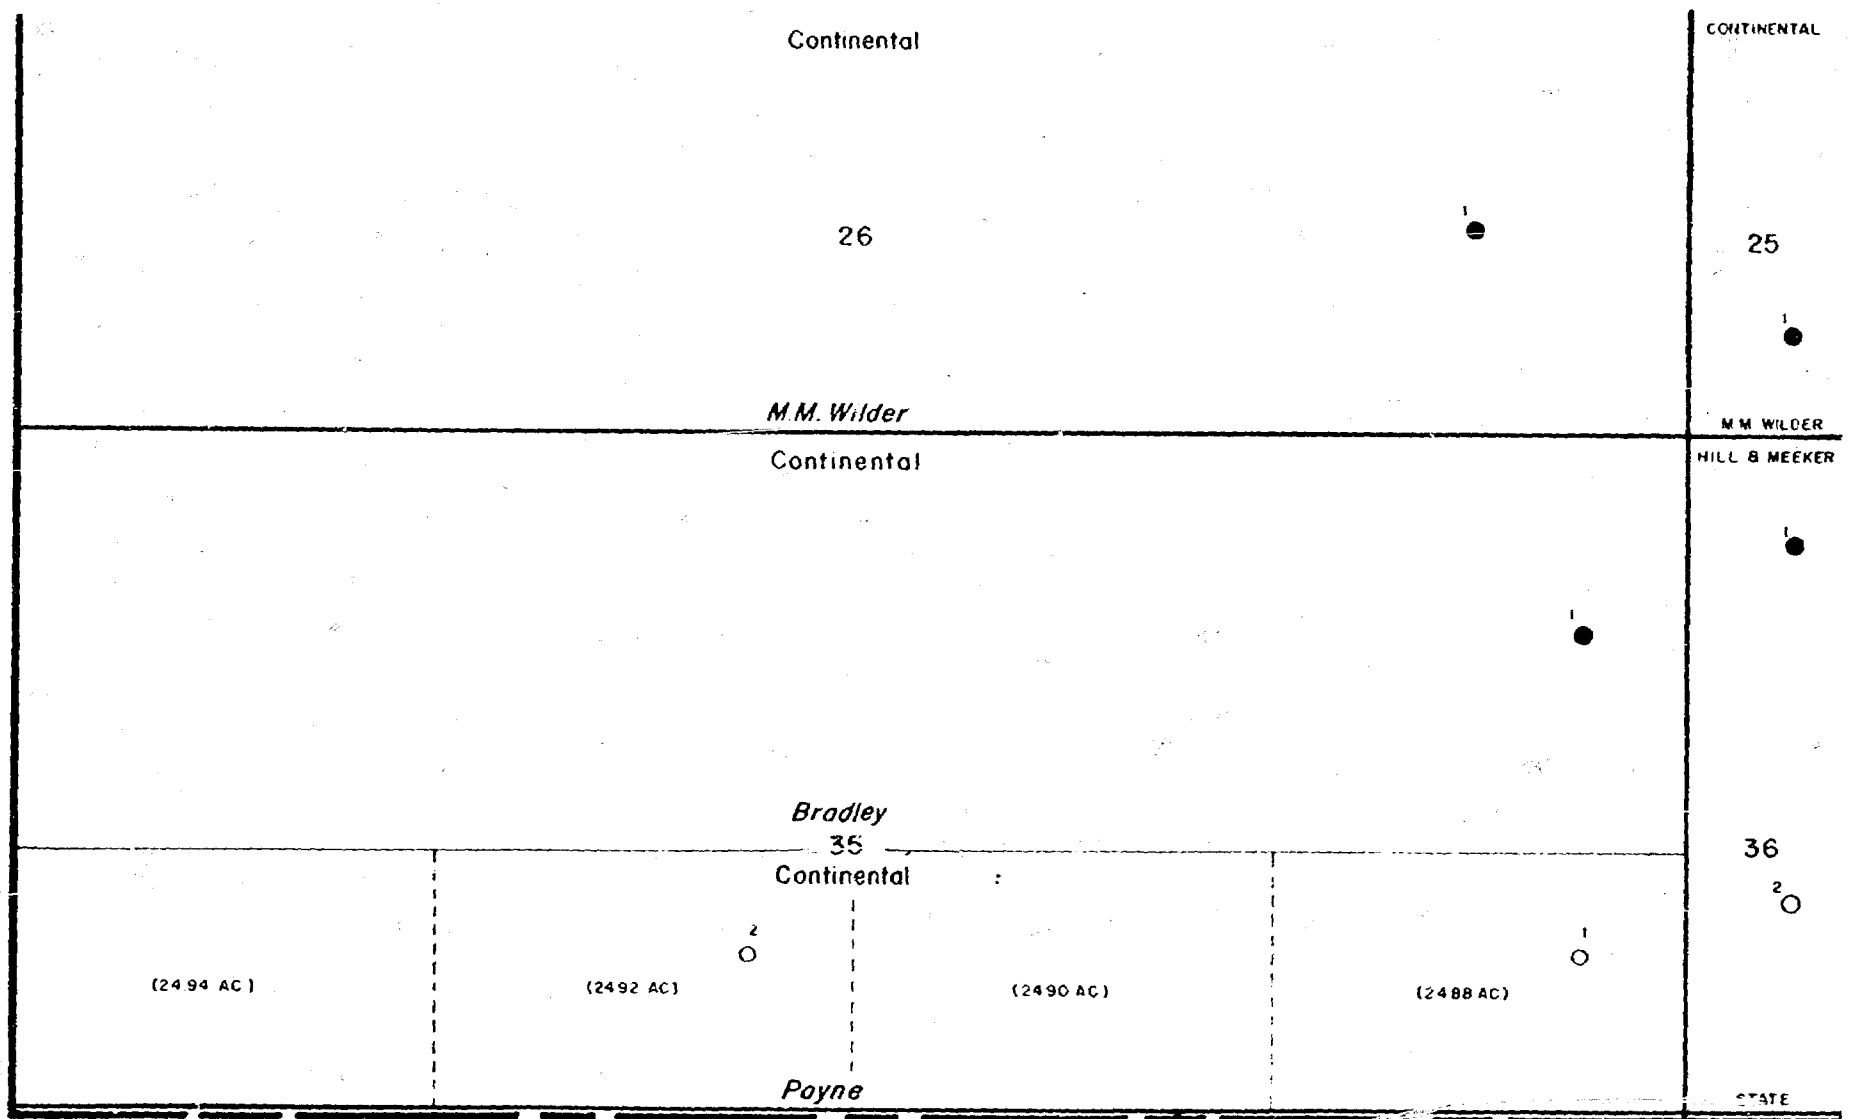 Continental
CONTINENTAL
1
26
25
1
M.M. Wilder
M M WILDER
Continental
HILL & MEEKER
1
1
Bradley
35
36
Continental
2
2
1
(24.94 AC)
(24.92 AC)
(24.90 AC)
(24.88 AC)
Payne
STATE